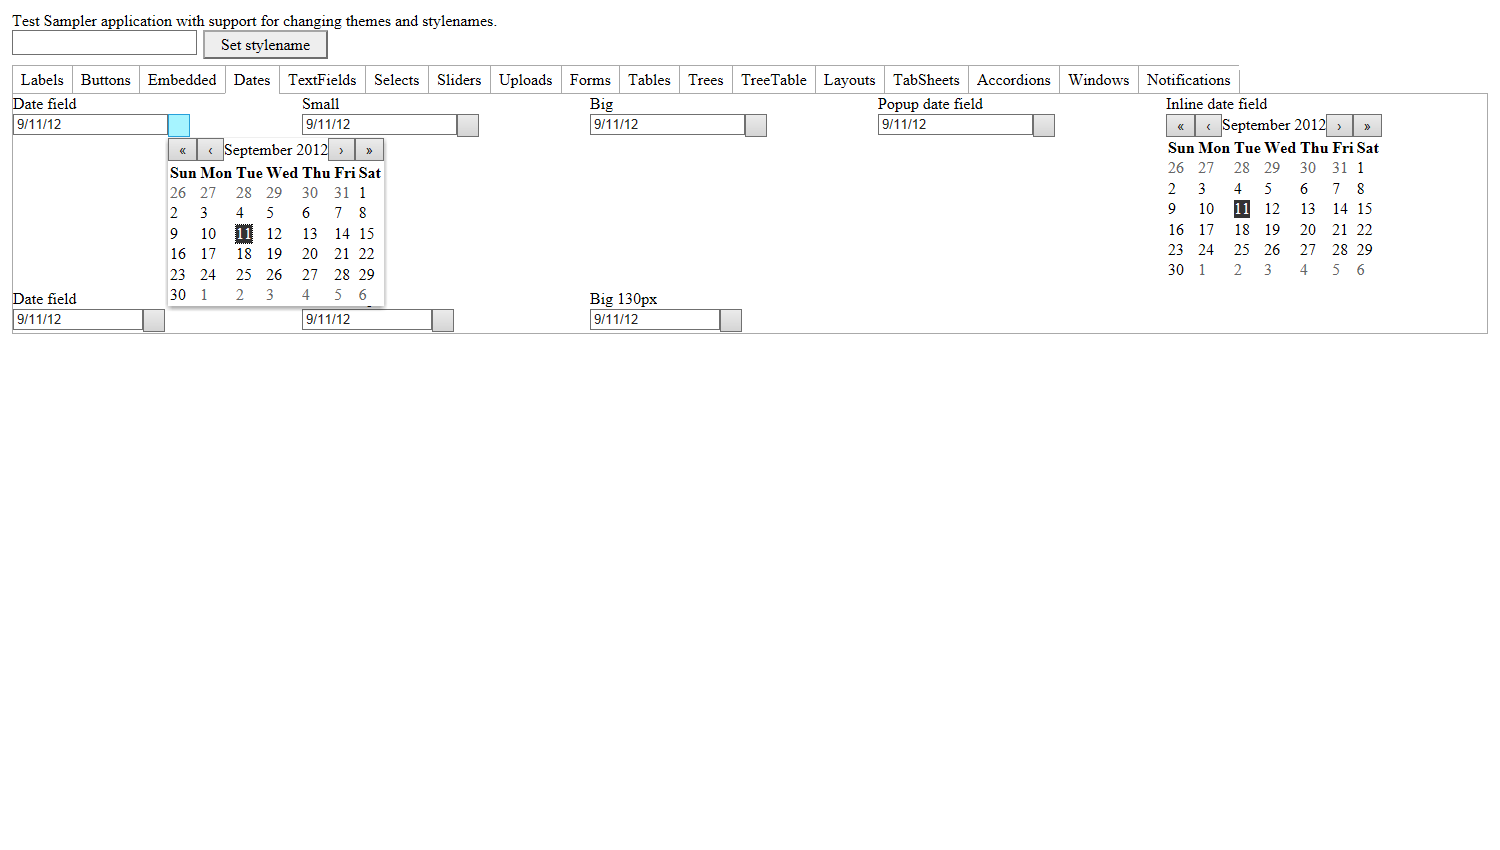 Test Sampler application with support for changing themes and stylenames.
Set stylename
Labels Buttons Embedded Dates TextFields Selects Sliders Uploads Forms Tables Trees TreeTable Layouts TabSheets Accordions Windows Notifications
Date field Small Big Popup date field Inline date field
9/11/12 9/11/12 9/11/12 9/11/12
« ‹ September 2012 › »
Sun Mon Tue Wed Thu Fri Sat
26 27 28 29 30 31 1
2 3 4 5 6 7 8
9 10 11 12 13 14 15
16 17 18 19 20 21 22
23 24 25 26 27 28 29
30 1 2 3 4 5 6
« ‹ September 2012 › »
Sun Mon Tue Wed Thu Fri Sat
26 27 28 29 30 31 1
2 3 4 5 6 7 8
9 10 11 12 13 14 15
16 17 18 19 20 21 22
23 24 25 26 27 28 29
30 1 2 3 4 5 6
Date field Big 130px
9/11/12 9/11/12 9/11/12